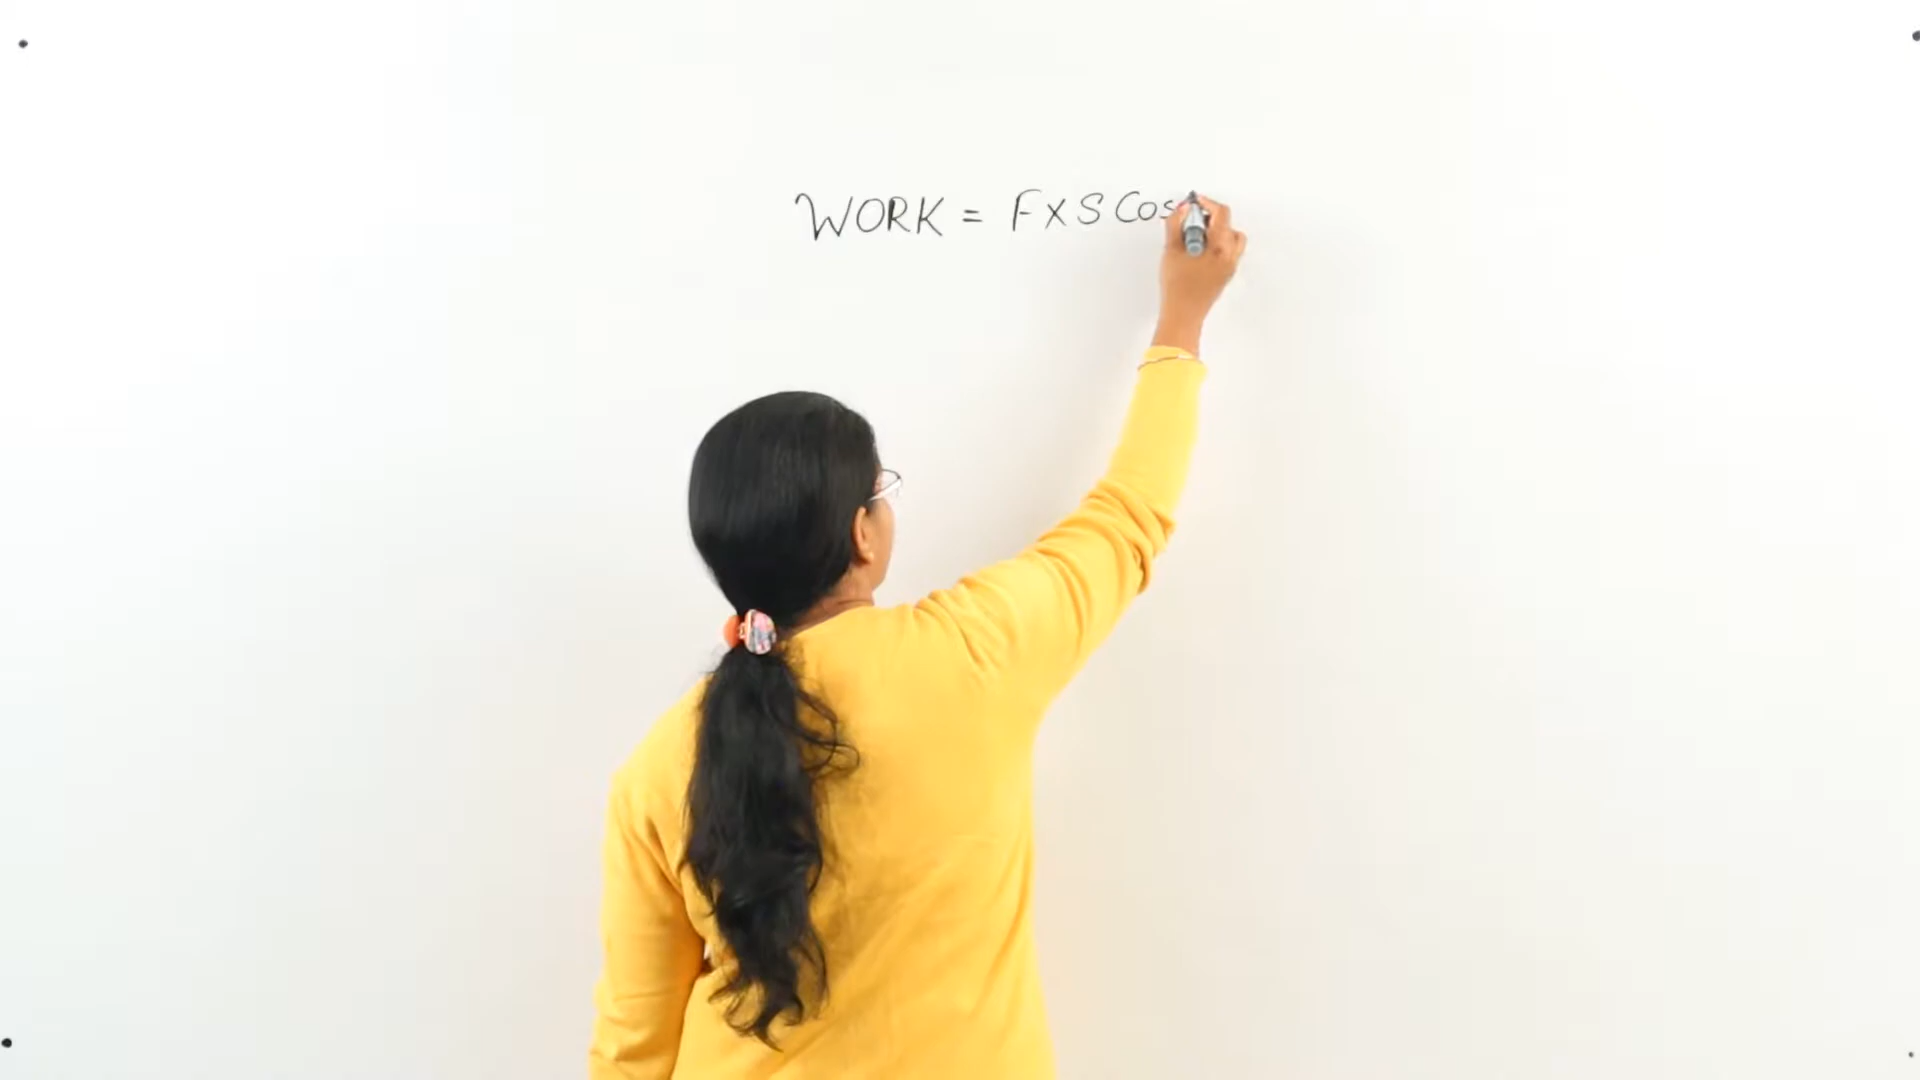 WORK = F x S Cos